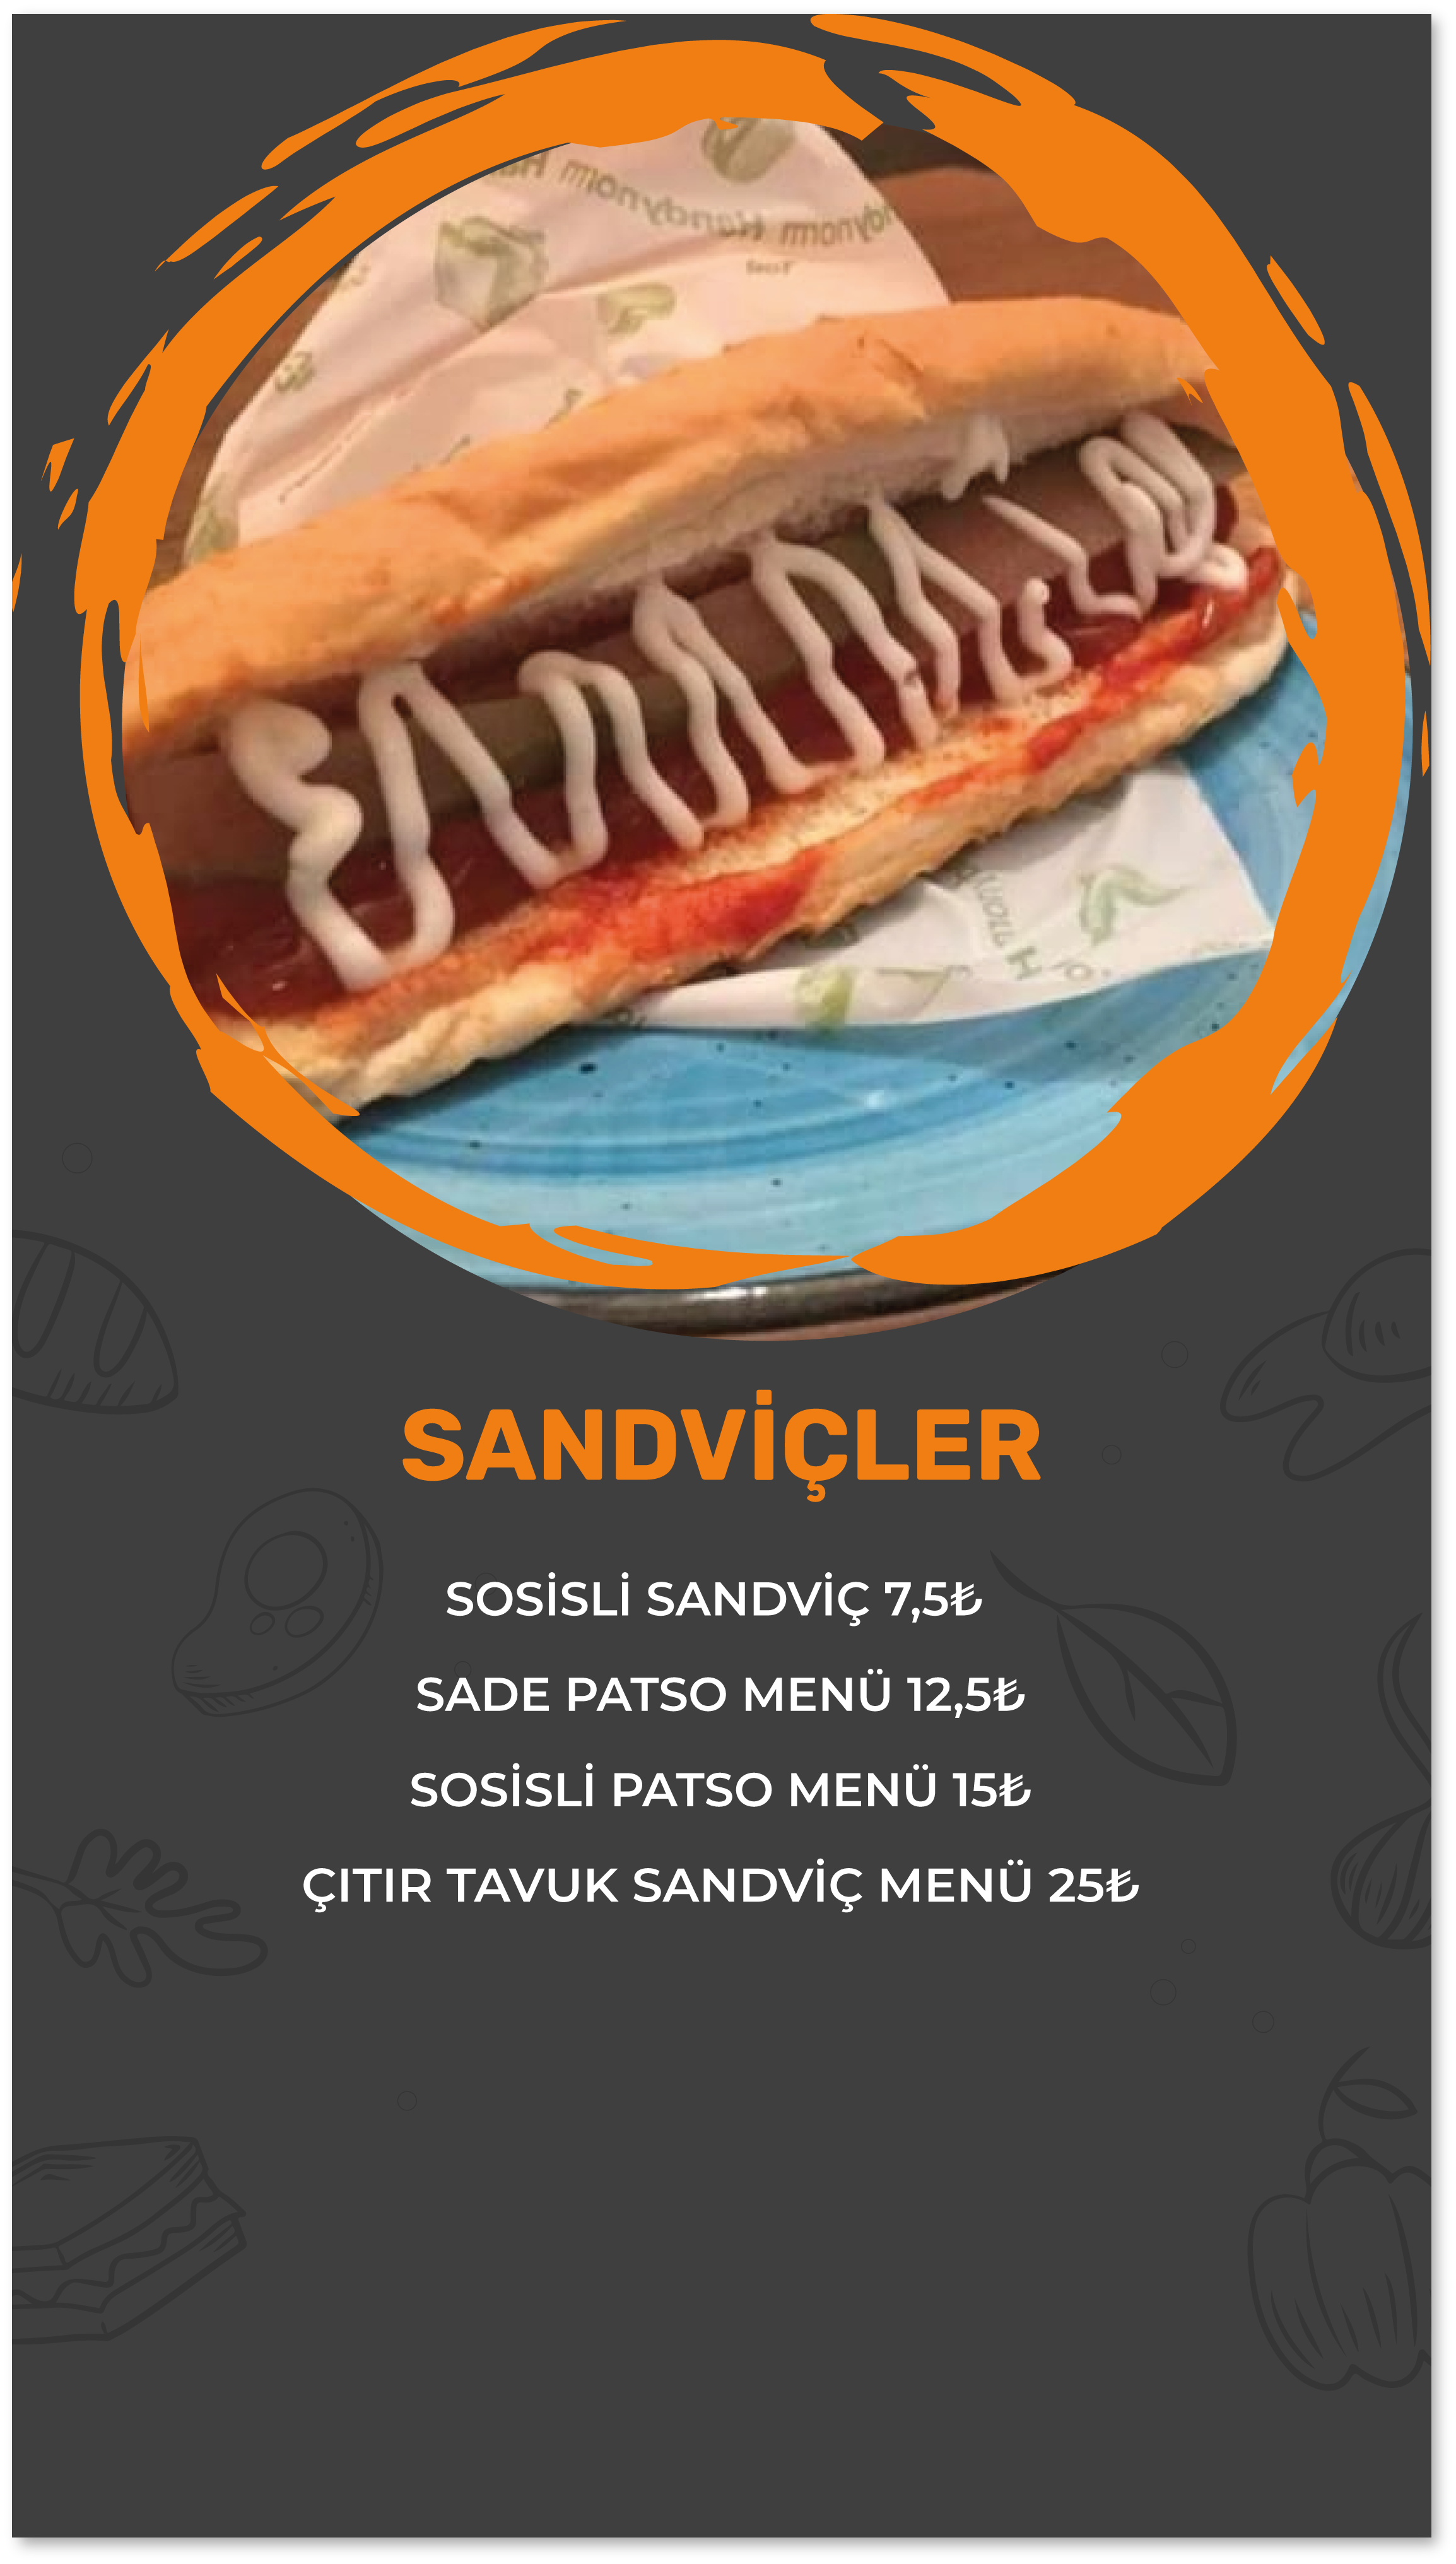 SANDVİÇLER
SOSİSLİ SANDVİÇ 7,5₺
SADE PATSO MENÜ 12,5₺
SOSİSLİ PATSO MENÜ 15₺
ÇITIR TAVUK SANDVİÇ MENÜ 25₺